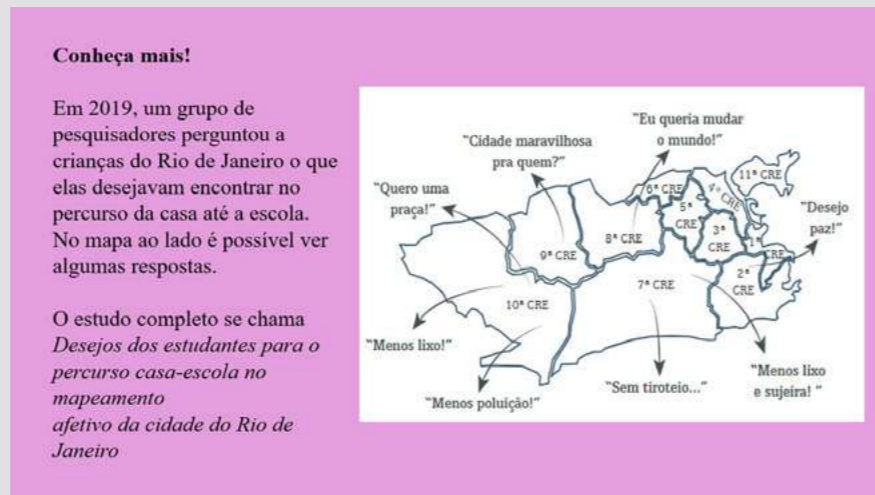 Conheça mais!
Em 2019, um grupo de
pesquisadores perguntou a
crianças do Rio de Janeiro o que
elas desejavam encontrar no
percurso da casa até a escola.
No mapa ao lado é possível ver
algumas respostas.
O estudo completo se chama
Desejos dos estudantes para o
percurso casa-escola no
mapeamento
afetivo da cidade do Rio de
Janeiro
"Eu queria mudar
o mundo!"
"Cidade maravilhosa
pra quem?"
"Quero uma
praça!"
"Desejo
paz!"
11ª CRE
6ª CRE
4ª CRE
5ª
CRE
3ª
CRE
1ª
CRE
8ª CRE
9ª CRE
2ª
CRE
7ª CRE
10ª CRE
"Menos lixo!"
"Menos poluição!"
"Sem tiroteio..."
"Menos lixo
e sujeira! "